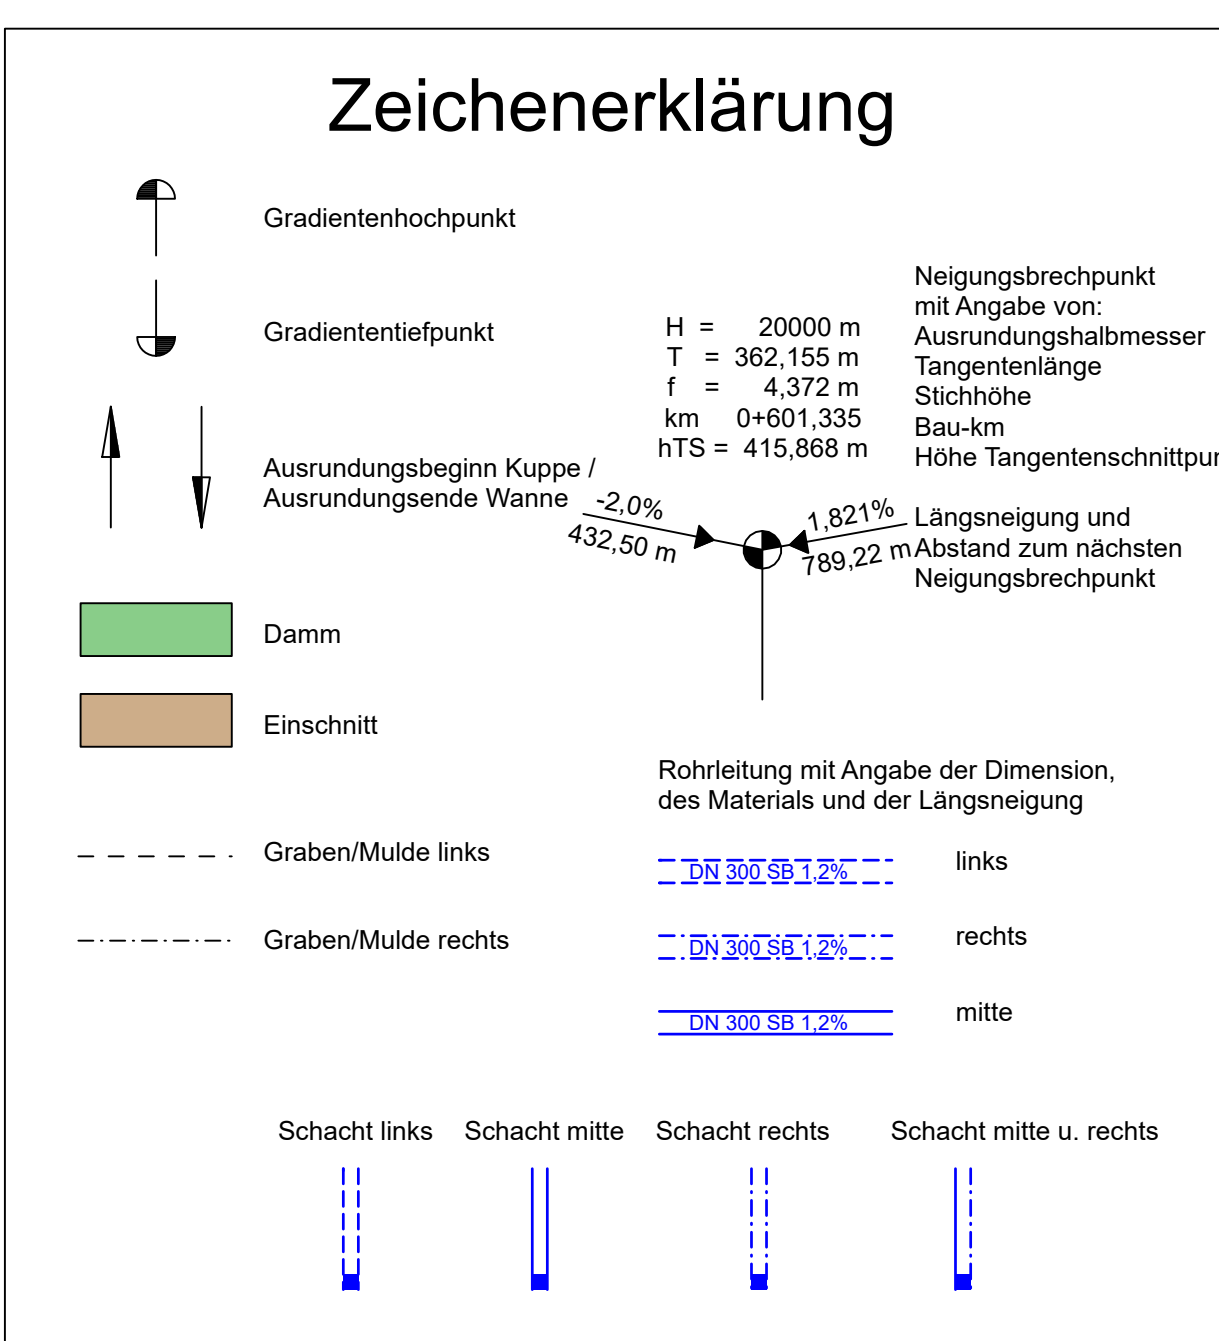 Zeichenerklärung
Gradientenhochpunkt
Gradiententiefpunkt
Ausrundungsbeginn Kuppe /
Ausrundungsende Wanne
Damm
Einschnitt
Graben/Mulde links
Graben/Mulde rechts
H = 20000 m
T = 362,155 m
f = 4,372 m
km 0+601,335
hTS = 415,868 m
Neigungsbrechpunkt
mit Angabe von:
Ausrundungshalbmesser
Tangentenlänge
Stichhöhe
Bau-km
Höhe Tangentenschnittpun
-2,0%
432,50 m
1,821%
789,22 m
Längsneigung und
Abstand zum nächsten
Neigungsbrechpunkt
Rohrleitung mit Angabe der Dimension,
des Materials und der Längsneigung
DN 300 SB 1,2% links
DN 300 SB 1,2% rechts
DN 300 SB 1,2% mitte
Schacht links Schacht mitte Schacht rechts Schacht mitte u. rechts